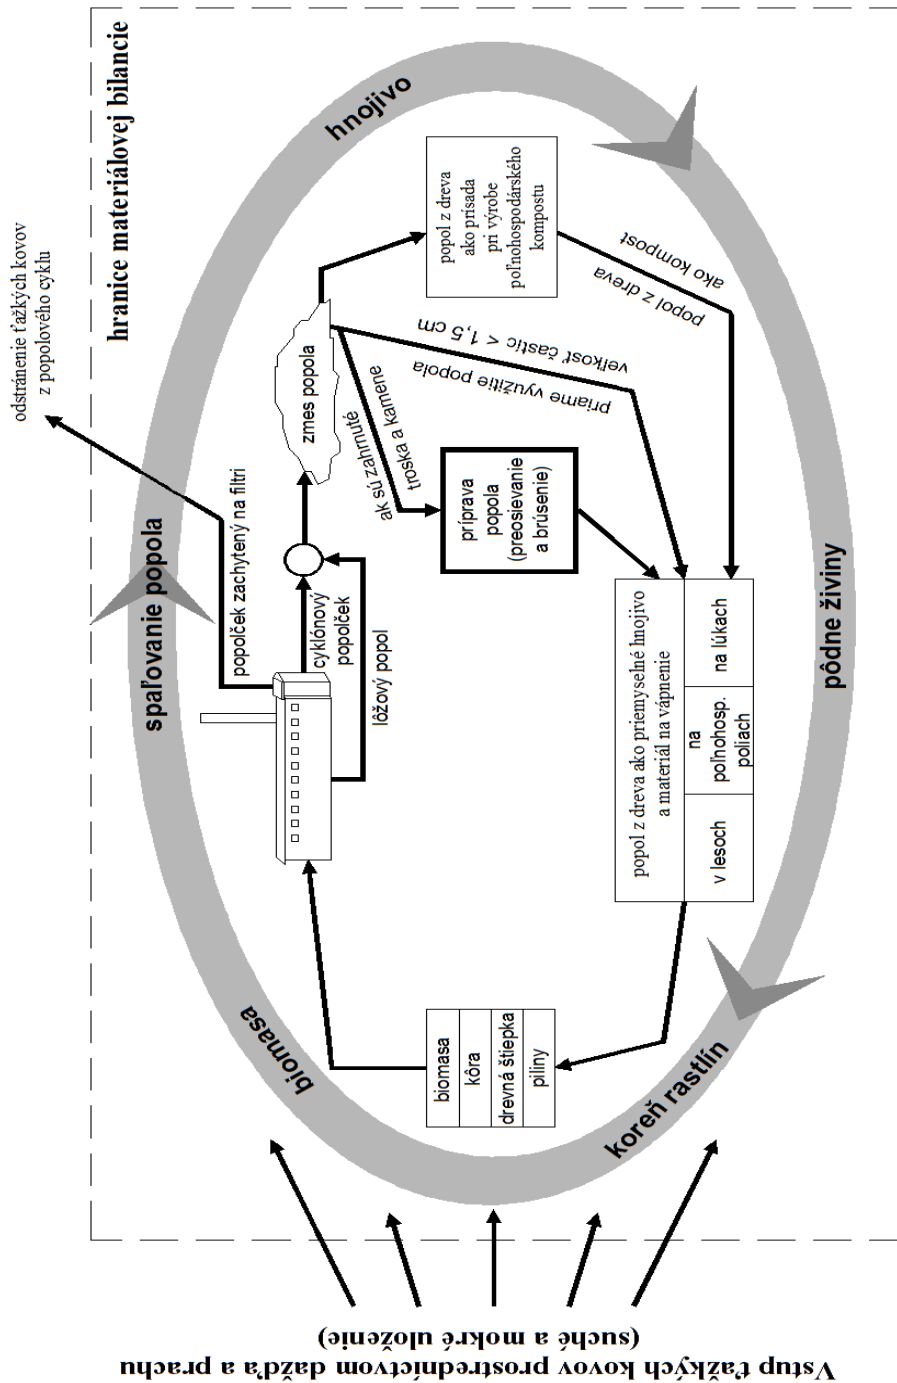 odstránenie ťažkých kovov
z popolového cyklu
hranice materiálovej bilancie
hnojivo
spaľovanie popola
biomasa
koreň rastlín
pôdne živiny
popolček zachytený na filtri
cyklónový
popolček
lôžový popol
zmes popola
popol z dreva
ako prísada
pri výrobe
poľnohospodárského
kompostu
popol z dreva
ako kompost
priame využitie popola
veľkosť častíc < 1,5 cm
ak sú zahrnuté
troska a kamene
príprava
popola
(preosievanie
a brúsenie)
popol z dreva ako priemyselné hnojivo
a materiál na vápnenie
v lesoch
na
poľnohosp.
poliach
na lúkach
biomasa
kôra
drevná štiepka
piliny
Vstup ťažkých kovov prostredníctvom dažďa a prachu
(suché a mokré uloženie)